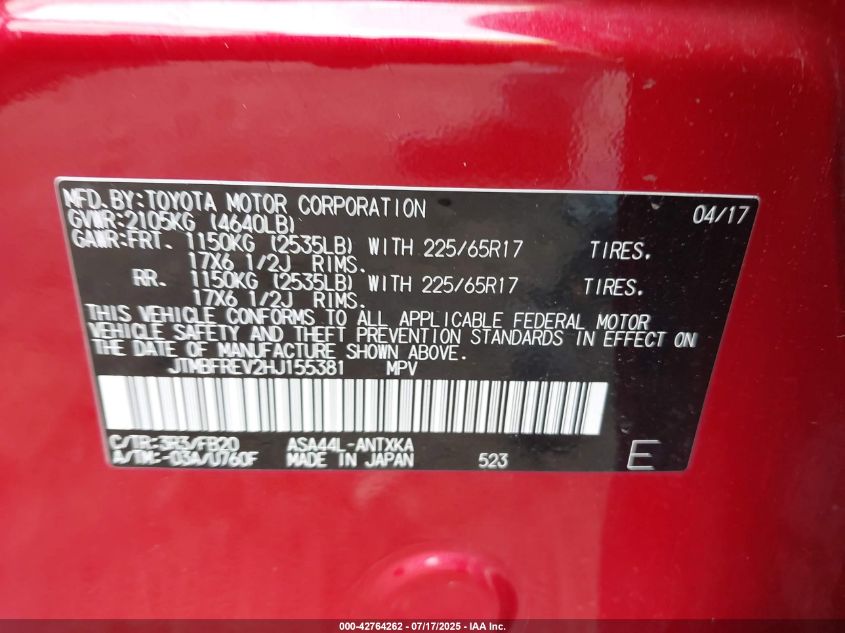 MFD. BY: TOYOTA MOTOR CORPORATION 04/17
GVWR: 2105KG (4640LB)
GAWR: FRT. 1150KG (2535LB) WITH 225/65R17 TIRES.
17X6 1/2J RIMS.
RR. 1150KG (2535LB) WITH 225/65R17 TIRES.
17X6 1/2J RIMS.
THIS VEHICLE CONFORMS TO ALL APPLICABLE FEDERAL MOTOR
VEHICLE SAFETY AND THEFT PREVENTION STANDARDS IN EFFECT ON
THE DATE OF MANUFACTURE SHOWN ABOVE.
JTMBFREV2HJ155381 MPV
C/TR: 3R3/FB20 ASA44L-ANTXKA
A/TM: -03A/U760F MADE IN JAPAN 523 E
000-42764262 - 07/17/2025 - IAA Inc.